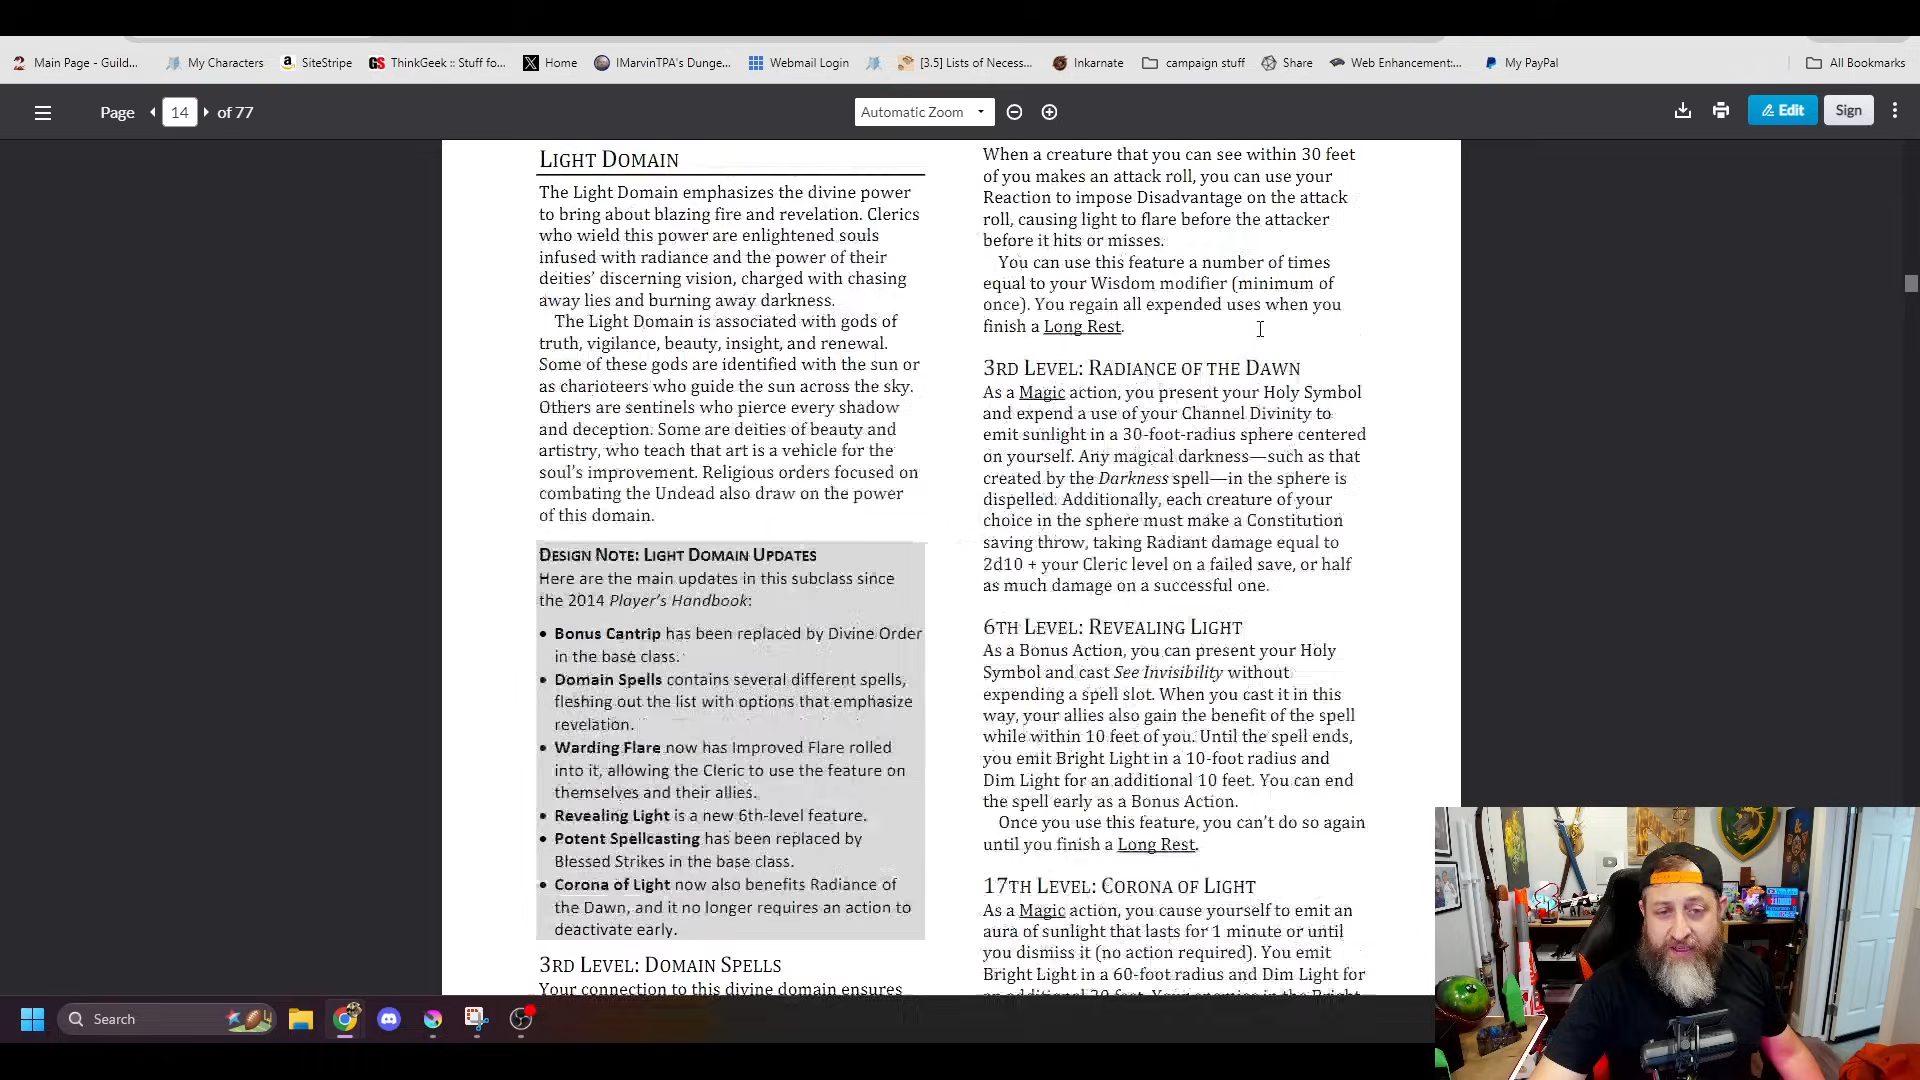 Main Page - Guild...
My Characters
SiteStripe
GS
ThinkGeek :: Stuff fo...
X
Home
IMarvinTPA's Dunge...
Webmail Login
[3.5] Lists of Necess...
Inkarnate
campaign stuff
Share
Web Enhancement:...
My PayPal
All Bookmarks
Page
14
of 77
Automatic Zoom
Edit
Sign
LIGHT DOMAIN
The Light Domain emphasizes the divine power
to bring about blazing fire and revelation. Clerics
who wield this power are enlightened souls
infused with radiance and the power of their
deities’ discerning vision, charged with chasing
away lies and burning away darkness.
The Light Domain is associated with gods of
truth, vigilance, beauty, insight, and renewal.
Some of these gods are identified with the sun or
as charioteers who guide the sun across the sky.
Others are sentinels who pierce every shadow
and deception. Some are deities of beauty and
artistry, who teach that art is a vehicle for the
soul’s improvement. Religious orders focused on
combating the Undead also draw on the power
of this domain.
DESIGN NOTE: LIGHT DOMAIN UPDATES
Here are the main updates in this subclass since
the 2014 Player’s Handbook:
• Bonus Cantrip has been replaced by Divine Order
in the base class.
• Domain Spells contains several different spells,
fleshing out the list with options that emphasize
revelation.
• Warding Flare now has Improved Flare rolled
into it, allowing the Cleric to use the feature on
themselves and their allies.
• Revealing Light is a new 6th-level feature.
• Potent Spellcasting has been replaced by
Blessed Strikes in the base class.
• Corona of Light now also benefits Radiance of
the Dawn, and it no longer requires an action to
deactivate early.
3RD LEVEL: DOMAIN SPELLS
Your connection to this divine domain ensures
When a creature that you can see within 30 feet
of you makes an attack roll, you can use your
Reaction to impose Disadvantage on the attack
roll, causing light to flare before the attacker
before it hits or misses.
You can use this feature a number of times
equal to your Wisdom modifier (minimum of
once). You regain all expended uses when you
finish a Long Rest.
3RD LEVEL: RADIANCE OF THE DAWN
As a Magic action, you present your Holy Symbol
and expend a use of your Channel Divinity to
emit sunlight in a 30-foot-radius sphere centered
on yourself. Any magical darkness—such as that
created by the Darkness spell—in the sphere is
dispelled. Additionally, each creature of your
choice in the sphere must make a Constitution
saving throw, taking Radiant damage equal to
2d10 + your Cleric level on a failed save, or half
as much damage on a successful one.
6TH LEVEL: REVEALING LIGHT
As a Bonus Action, you can present your Holy
Symbol and cast See Invisibility without
expending a spell slot. When you cast it in this
way, your allies also gain the benefit of the spell
while within 10 feet of you. Until the spell ends,
you emit Bright Light in a 10-foot radius and
Dim Light for an additional 10 feet. You can end
the spell early as a Bonus Action.
Once you use this feature, you can’t do so again
until you finish a Long Rest.
17TH LEVEL: CORONA OF LIGHT
As a Magic action, you cause yourself to emit an
aura of sunlight that lasts for 1 minute or until
you dismiss it (no action required). You emit
Bright Light in a 60-foot radius and Dim Light for
an additional 30 feet. Your enemies in the Bright
Search